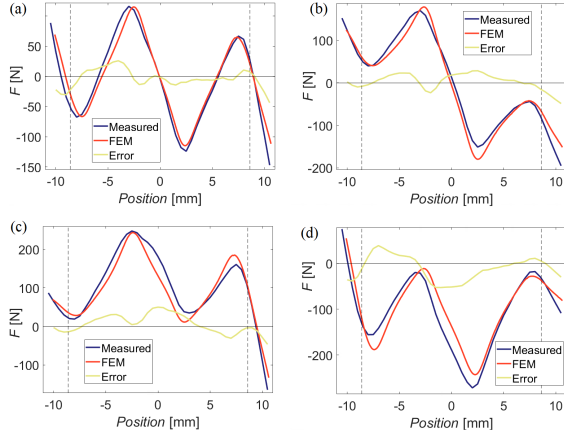 (a)
50
0
-50
-100
-150
F [N]
Measured
FEM
Error
-10
-5
0
5
10
Position [mm]
(b)
100
0
-100
-200
F [N]
Measured
FEM
Error
-10
-5
0
5
10
Position [mm]
(c)
200
100
0
-100
F [N]
Measured
FEM
Error
-10
-5
0
5
10
Position [mm]
(d)
0
-100
-200
F [N]
Measured
FEM
Error
-10
-5
0
5
10
Position [mm]